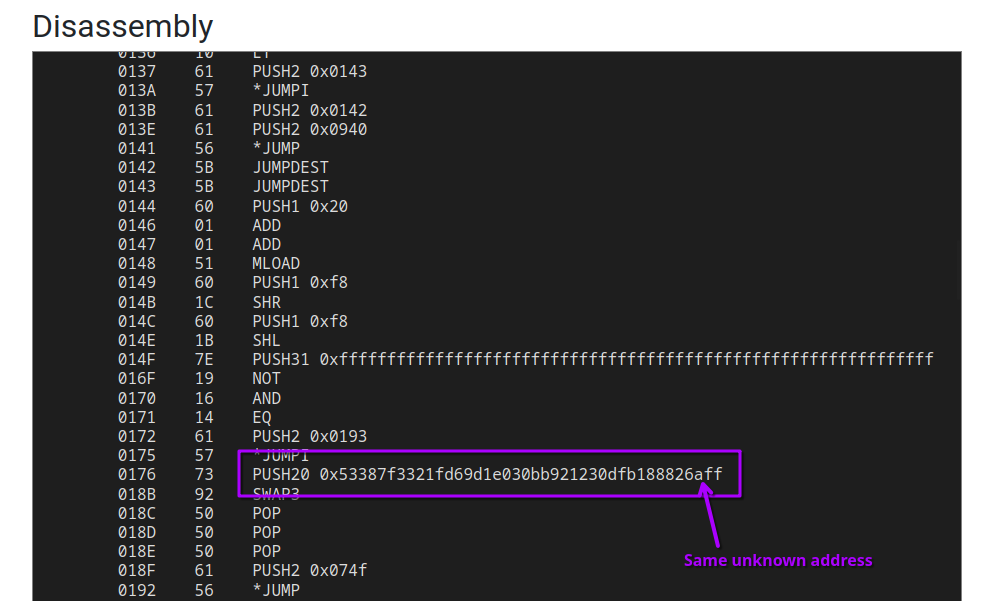 Disassembly
0136 10 LT
0137 61 PUSH2 0x0143
013A 57 *JUMPI
013B 61 PUSH2 0x0142
013E 61 PUSH2 0x0940
0141 56 *JUMP
0142 5B JUMPDEST
0143 5B JUMPDEST
0144 60 PUSH1 0x20
0146 01 ADD
0147 01 ADD
0148 51 MLOAD
0149 60 PUSH1 0xf8
014B 1C SHR
014C 60 PUSH1 0xf8
014E 1B SHL
014F 7E PUSH31 0xffffffffffffffffffffffffffffffffffffffffffffffffffffffffffffff
016F 19 NOT
0170 16 AND
0171 14 EQ
0172 61 PUSH2 0x0193
0175 57 *JUMPI
0176 73 PUSH20 0x53387f3321fd69d1e030bb921230dfb188826aff
018B 92 SWAP3
018C 50 POP
018D 50 POP
018E 50 POP
018F 61 PUSH2 0x074f
0192 56 *JUMP
Same unknown address